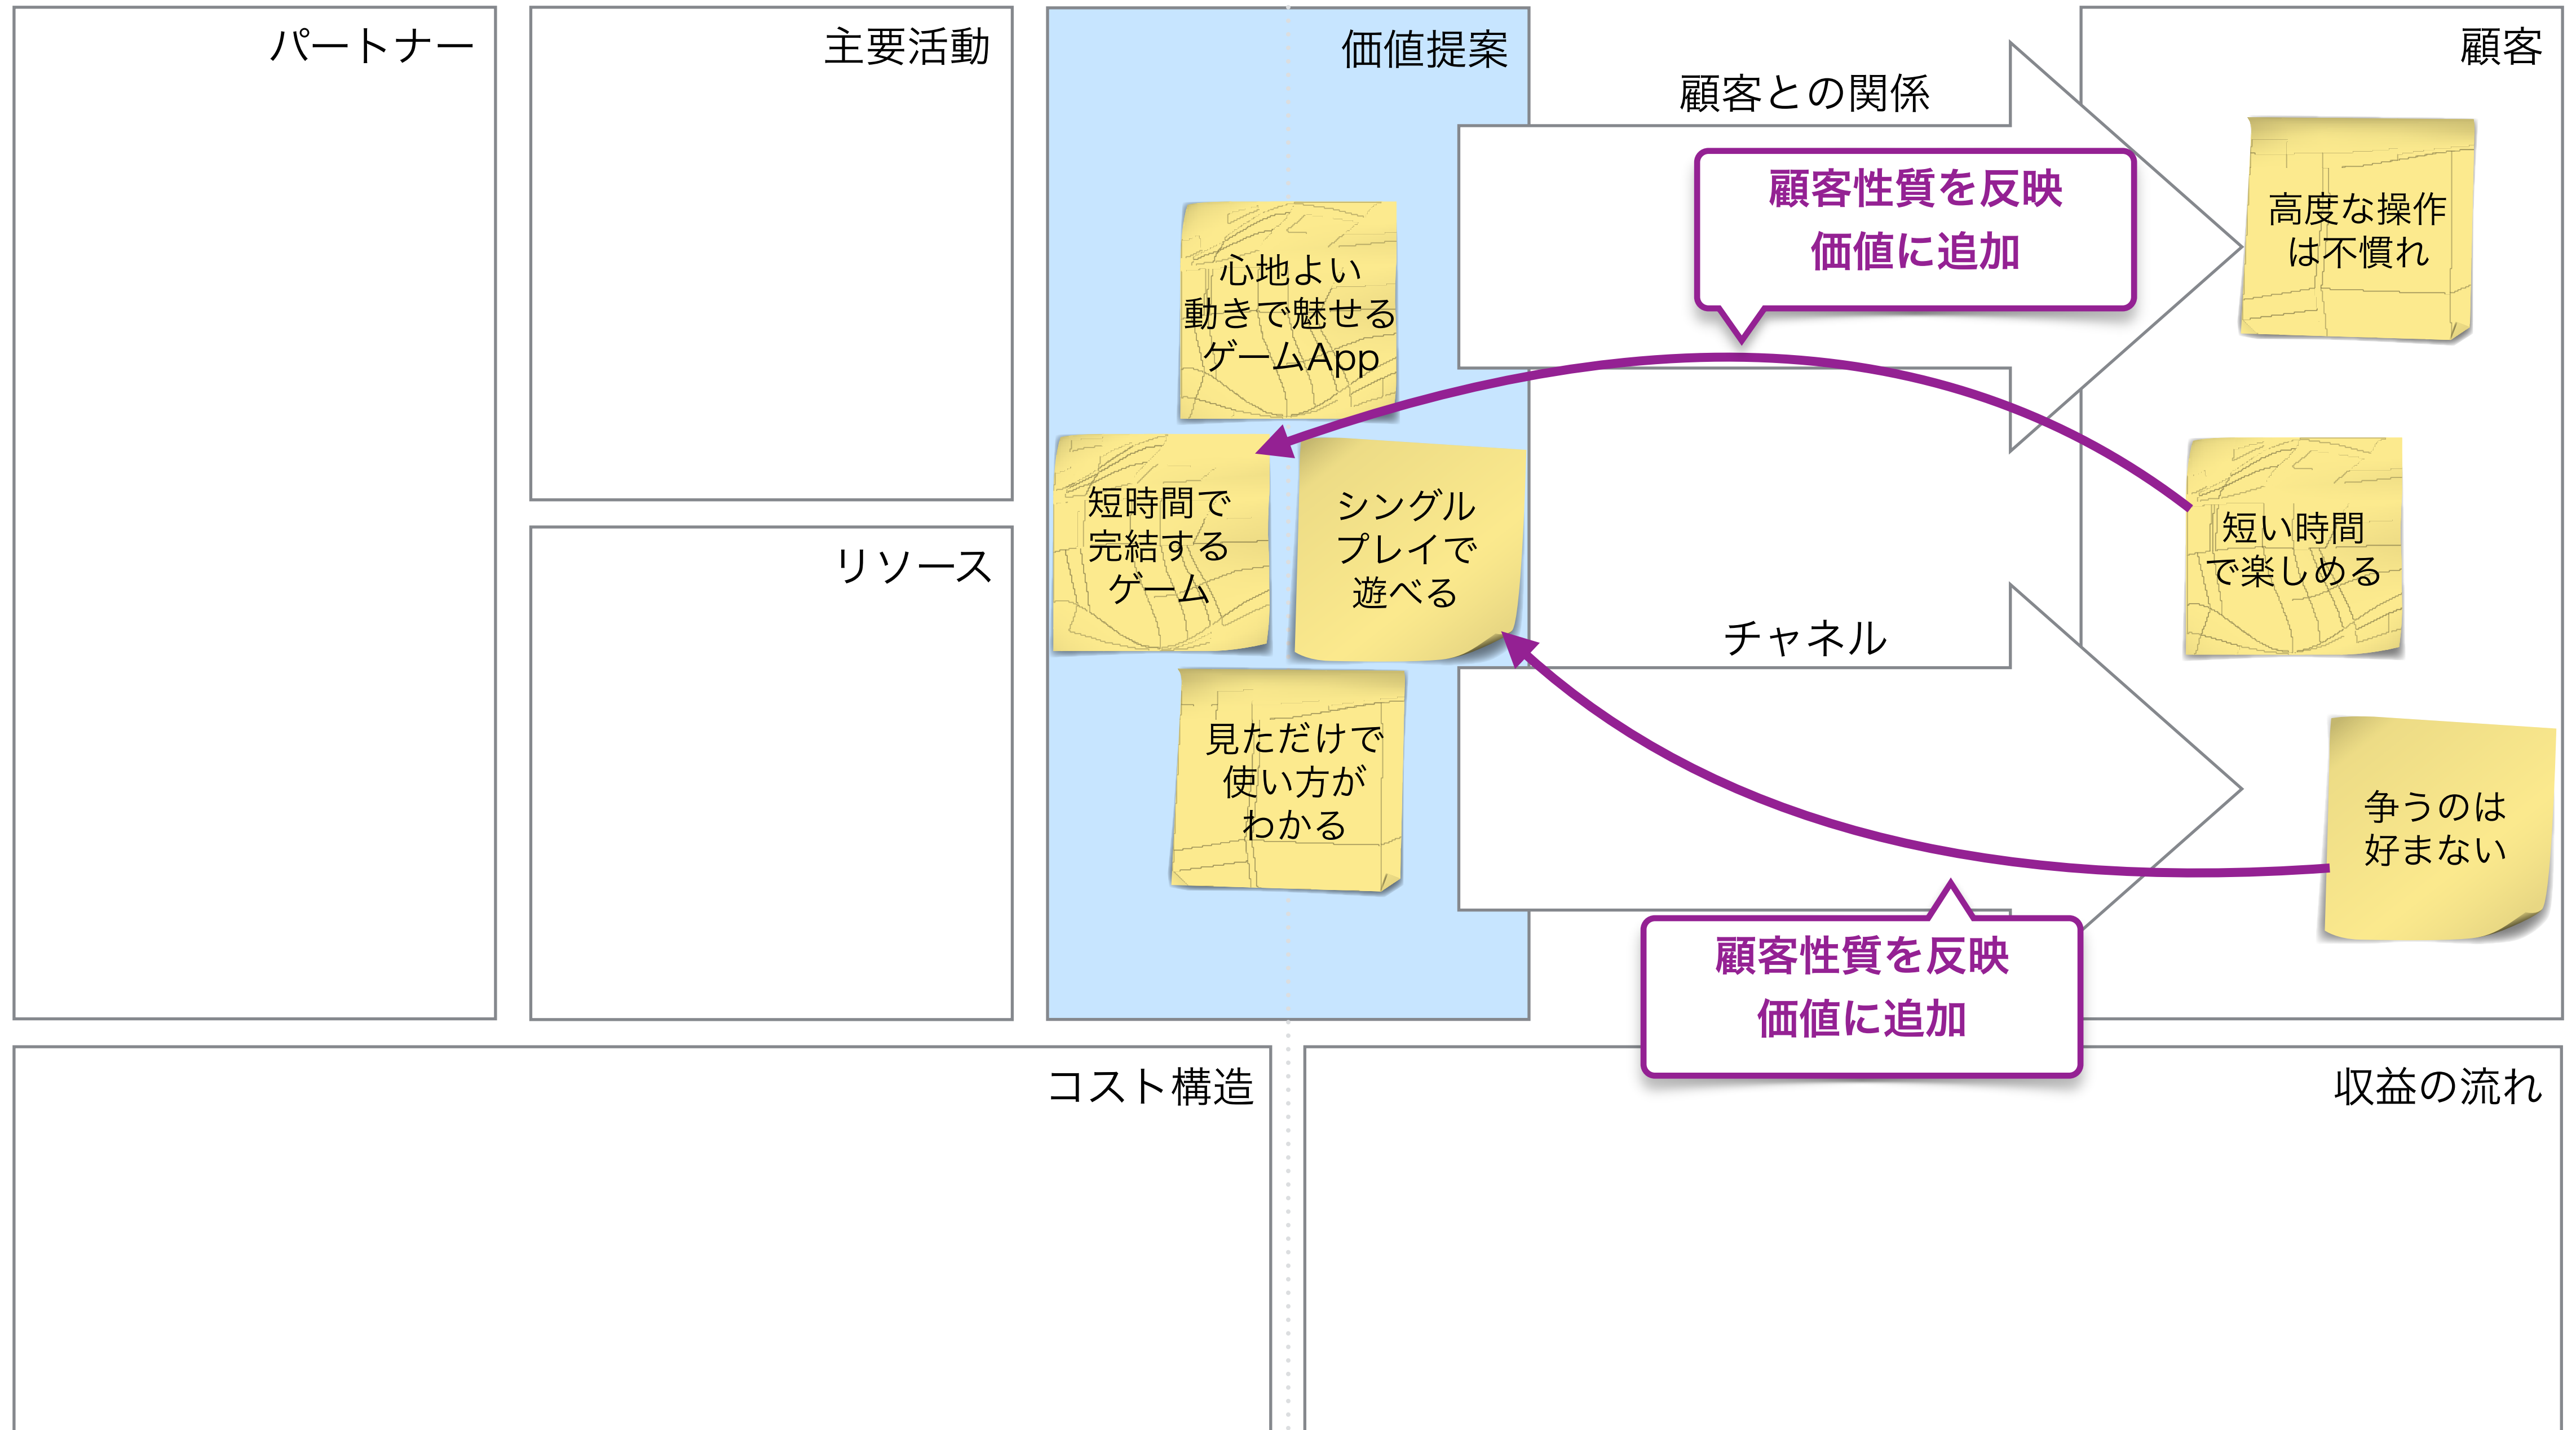 パートナー
主要活動
リソース
価値提案
心地よい
動きで魅せる
ゲームApp
短時間で
完結する
ゲーム
シングル
プレイで
遊べる
見ただけで
使い方が
わかる
顧客との関係
顧客性質を反映
価値に追加
チャネル
顧客性質を反映
価値に追加
顧客
高度な操作
は不慣れ
短い時間
で楽しめる
争うのは
好まない
コスト構造
収益の流れ